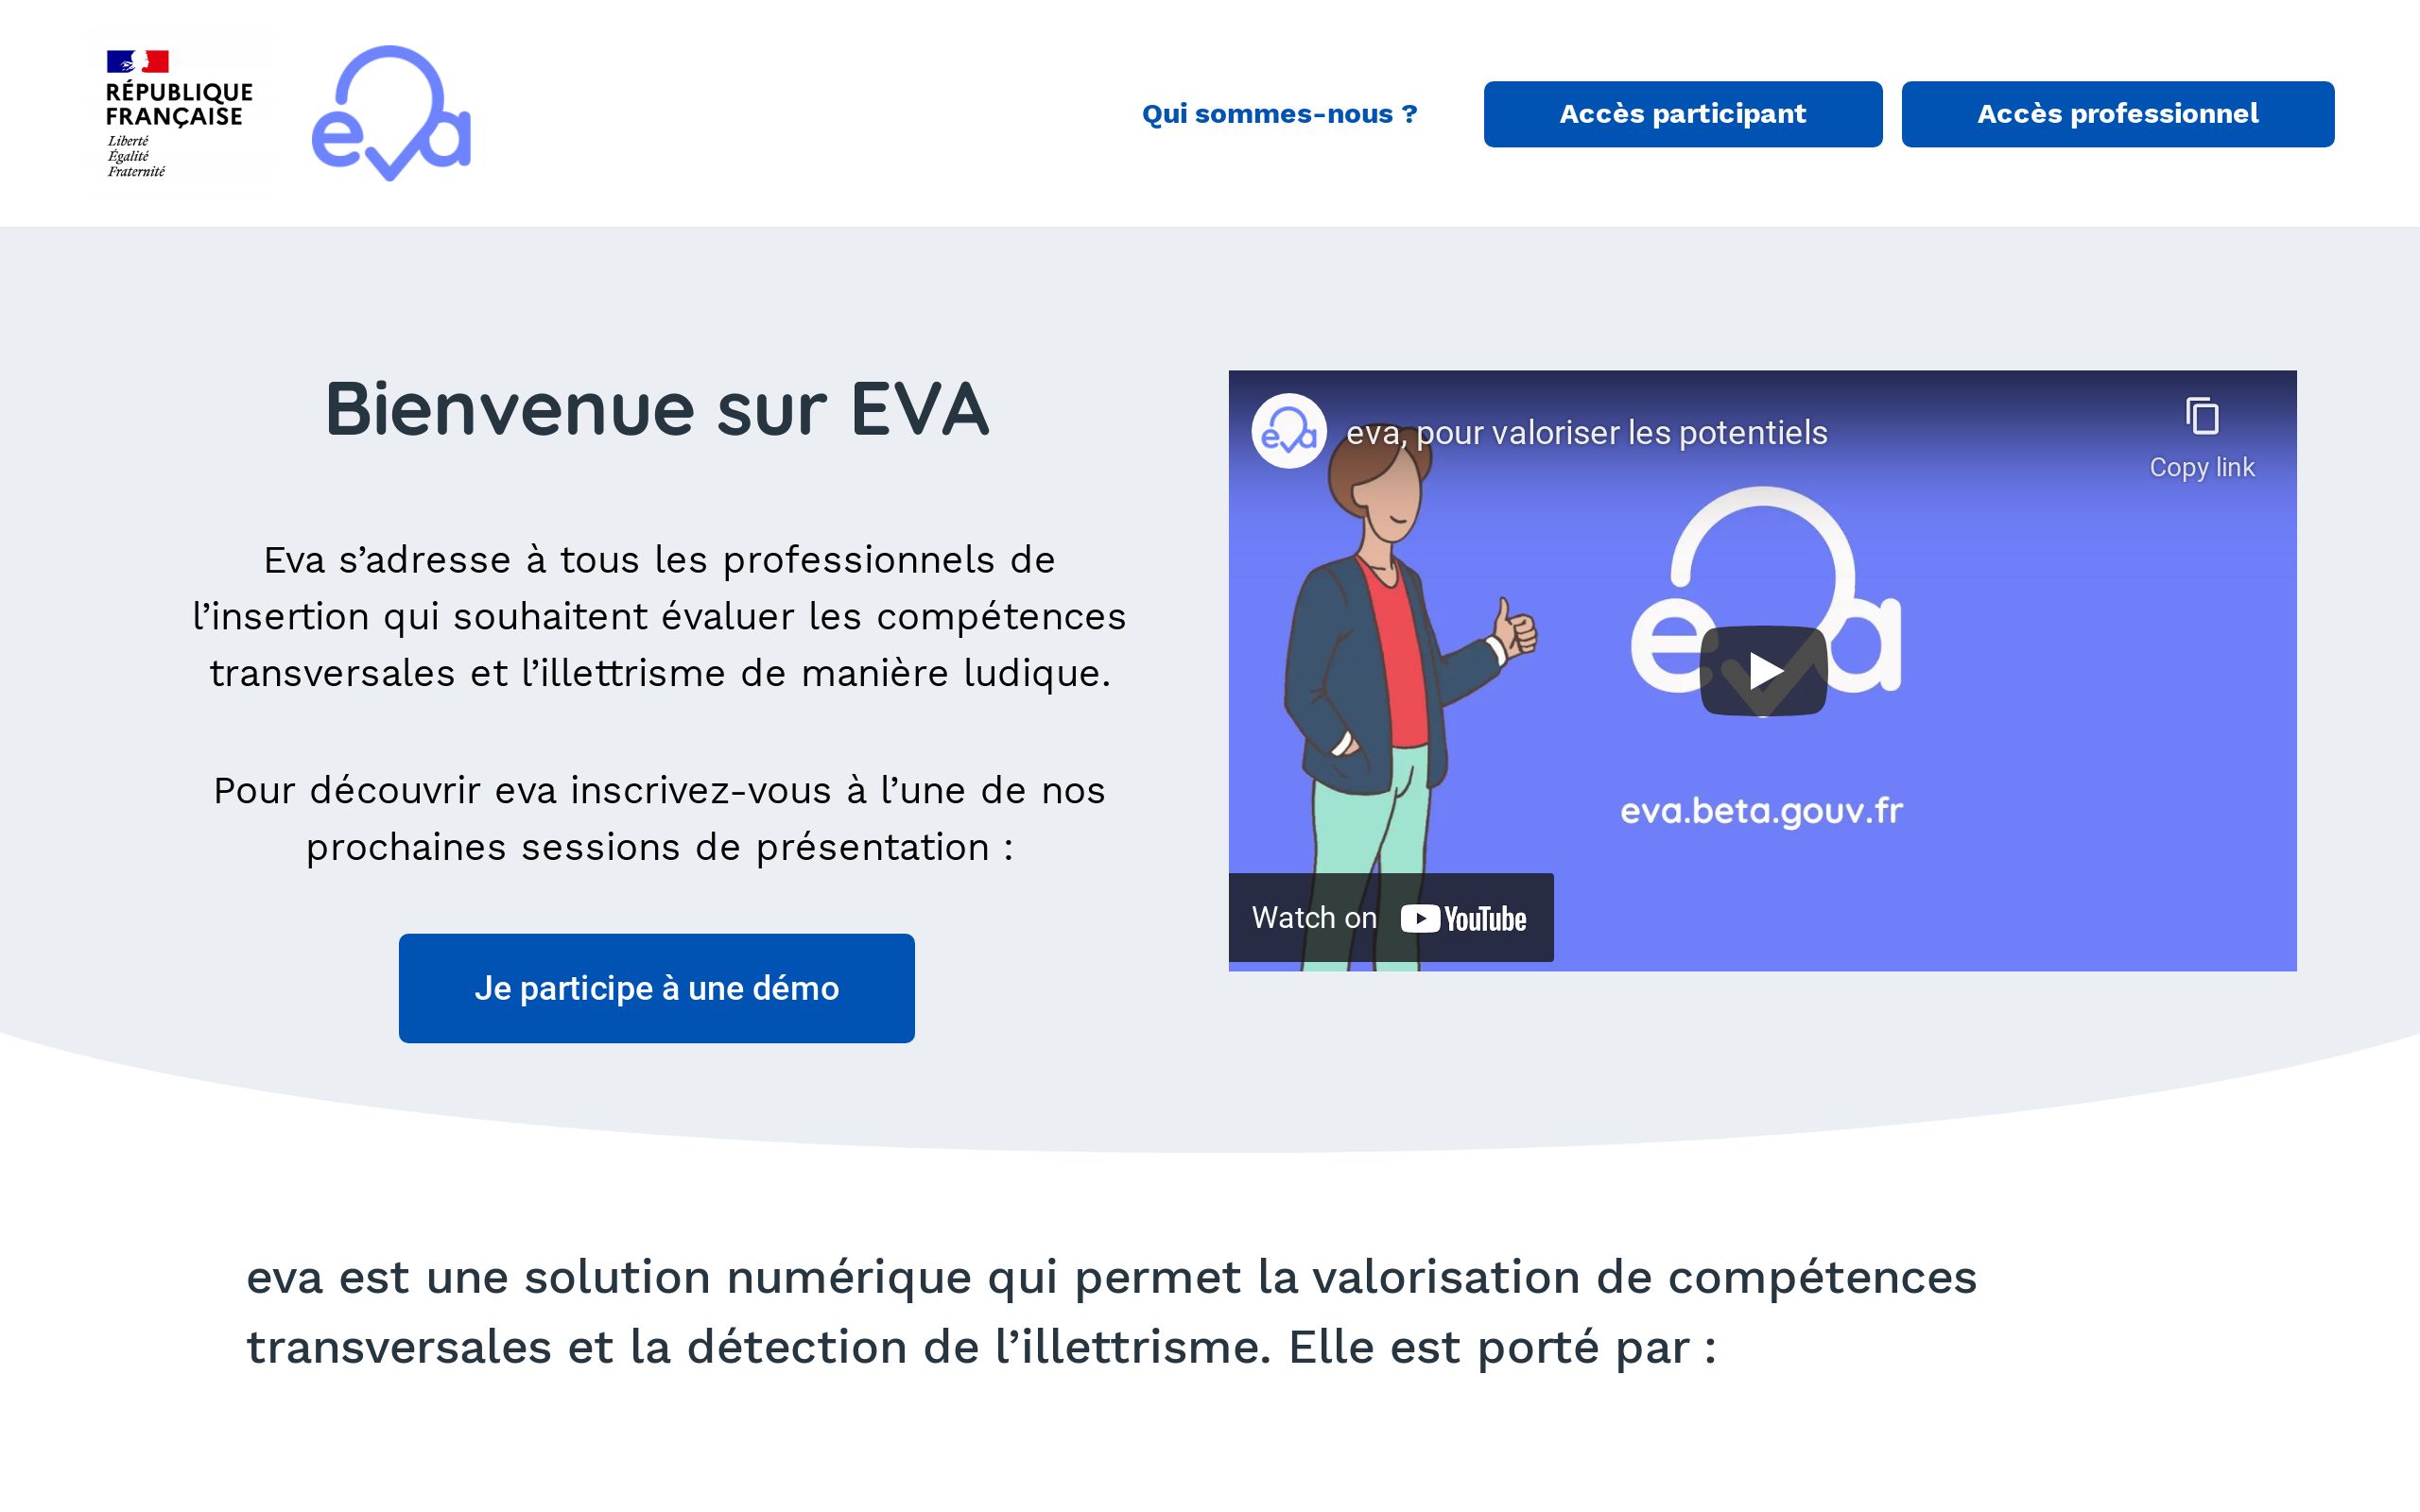 RÉPUBLIQUE
FRANÇAISE
Liberté
Égalité
Fraternité
eva
Qui sommes-nous ?
Accès participant
Accès professionnel
Bienvenue sur EVA
Eva s’adresse à tous les professionnels de
l’insertion qui souhaitent évaluer les compétences
transversales et l’illettrisme de manière ludique.
Pour découvrir eva inscrivez-vous à l’une de nos
prochaines sessions de présentation :
Je participe à une démo
eva
eva, pour valoriser les potentiels
Copy link
eva
eva.beta.gouv.fr
Watch on YouTube
eva est une solution numérique qui permet la valorisation de compétences
transversales et la détection de l’illettrisme. Elle est porté par :